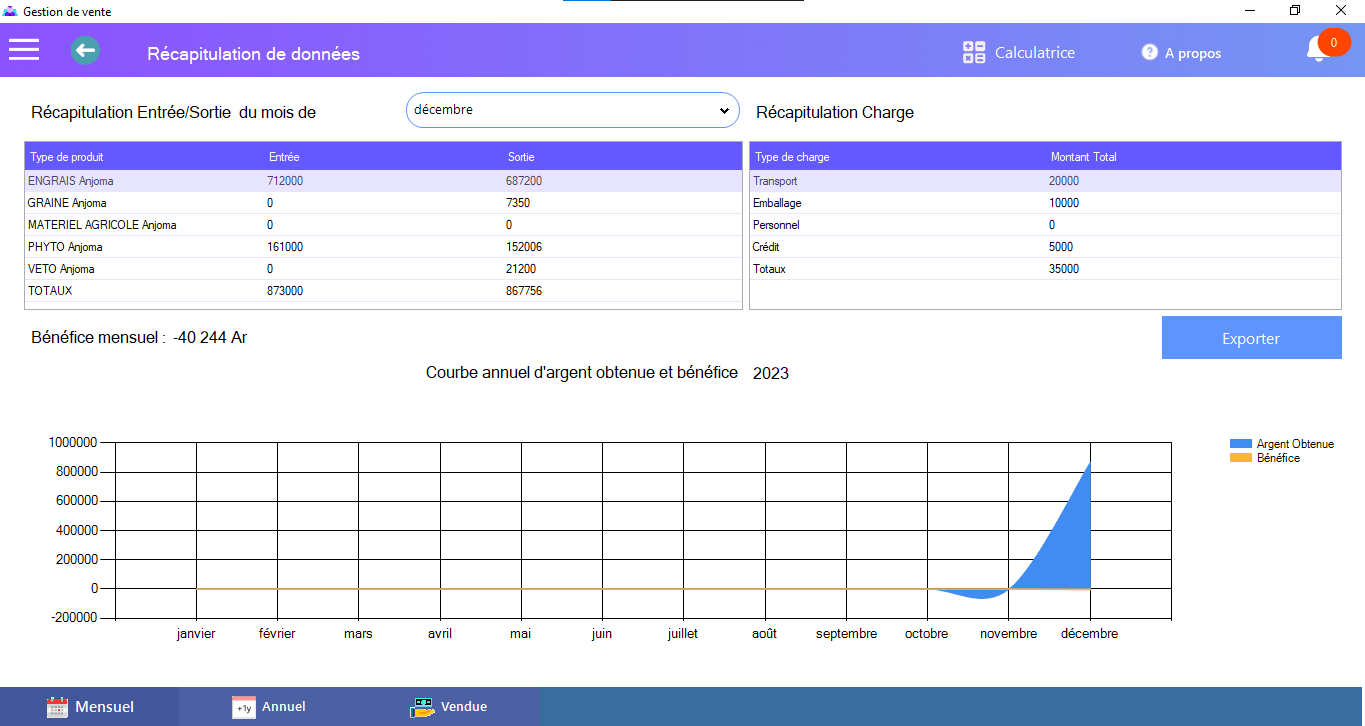 Gestion de vente
Récapitulation de données
Calculatrice
? A propos
0
Récapitulation Entrée/Sortie du mois de
décembre
Récapitulation Charge
Type de produit Entrée Sortie
ENGRAIS Anjoma 712000 687200
GRAINE Anjoma 0 7350
MATERIEL AGRICOLE Anjoma 0 0
PHYTO Anjoma 161000 152006
VETO Anjoma 0 21200
TOTAUX 873000 867756
Type de charge Montant Total
Transport 20000
Emballage 10000
Personnel 0
Crédit 5000
Totaux 35000
Bénéfice mensuel : -40 244 Ar
Exporter
Courbe annuel d'argent obtenue et bénéfice 2023
1000000
800000
600000
400000
200000
0
-200000
janvier février mars avril mai juin juillet août septembre octobre novembre décembre
Argent Obtenue
Bénéfice
Mensuel
+1y Annuel
Vendue